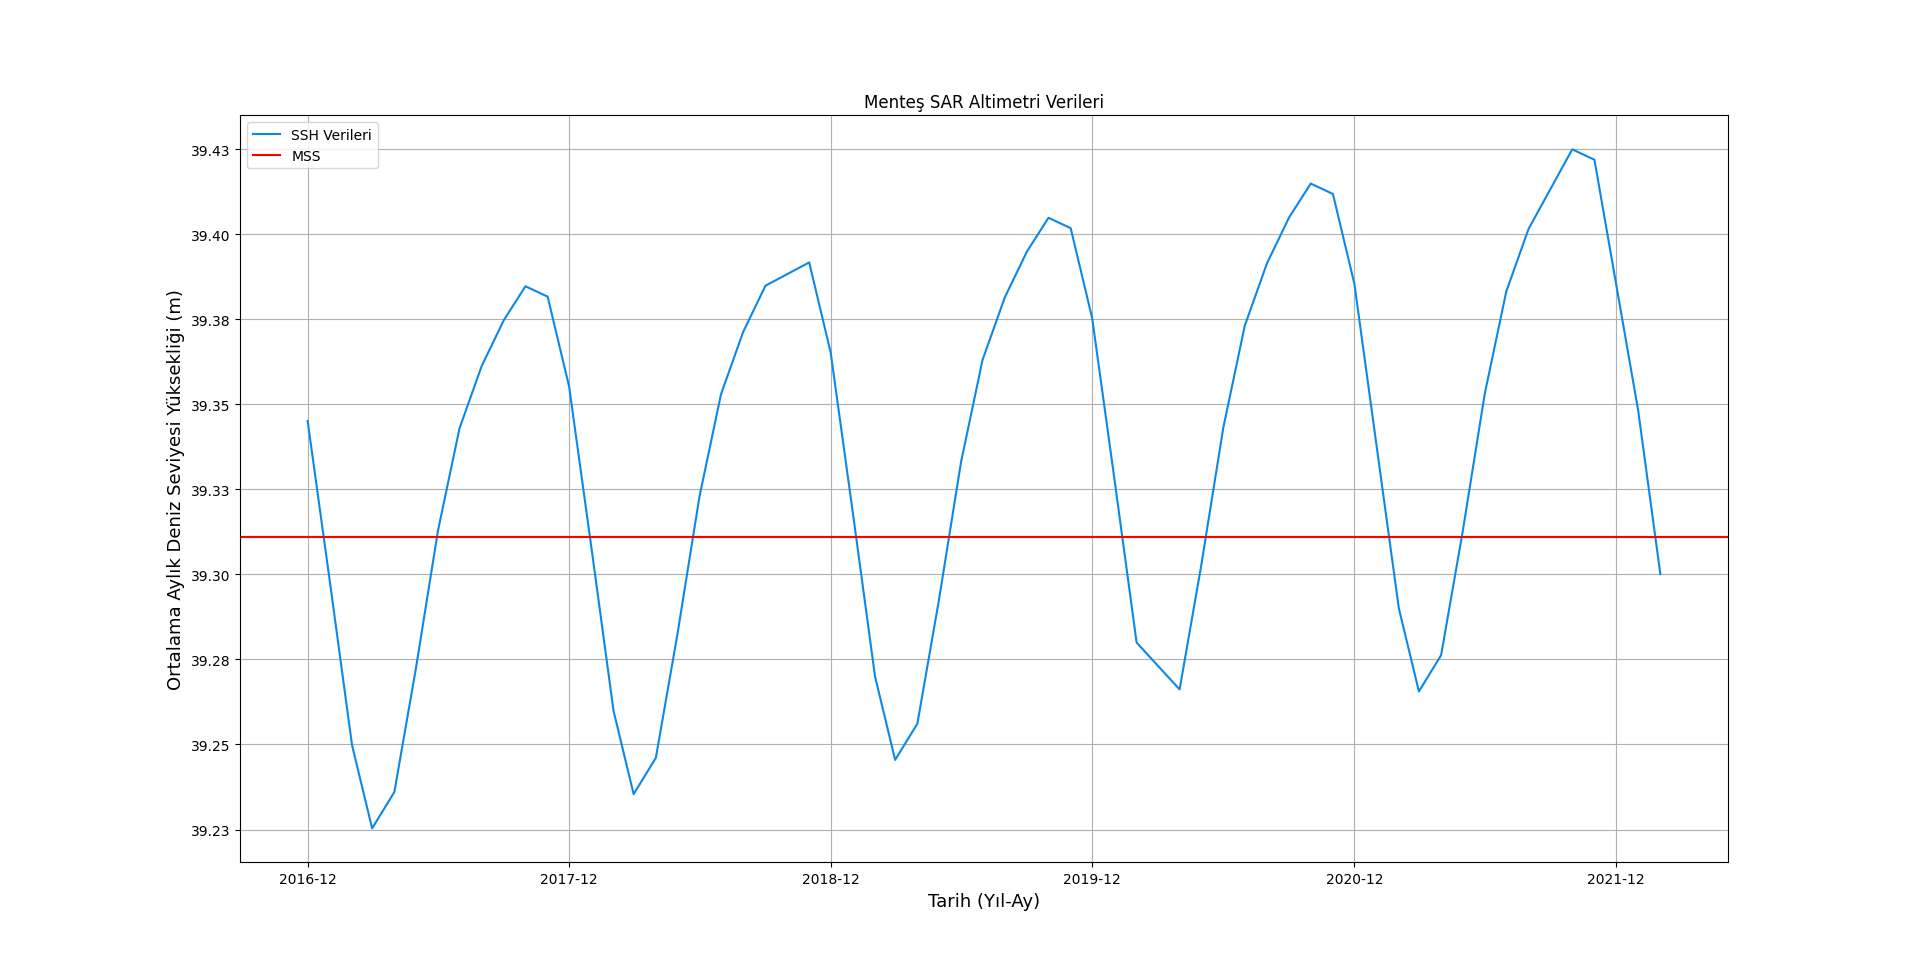 Menteş SAR Altimetri Verileri
SSH Verileri
MSS
39.43
39.40
39.38
39.35
39.33
39.30
39.28
39.25
39.23
Ortalama Aylık Deniz Seviyesi Yüksekliği (m)
2016-12 2017-12 2018-12 2019-12 2020-12 2021-12
Tarih (Yıl-Ay)